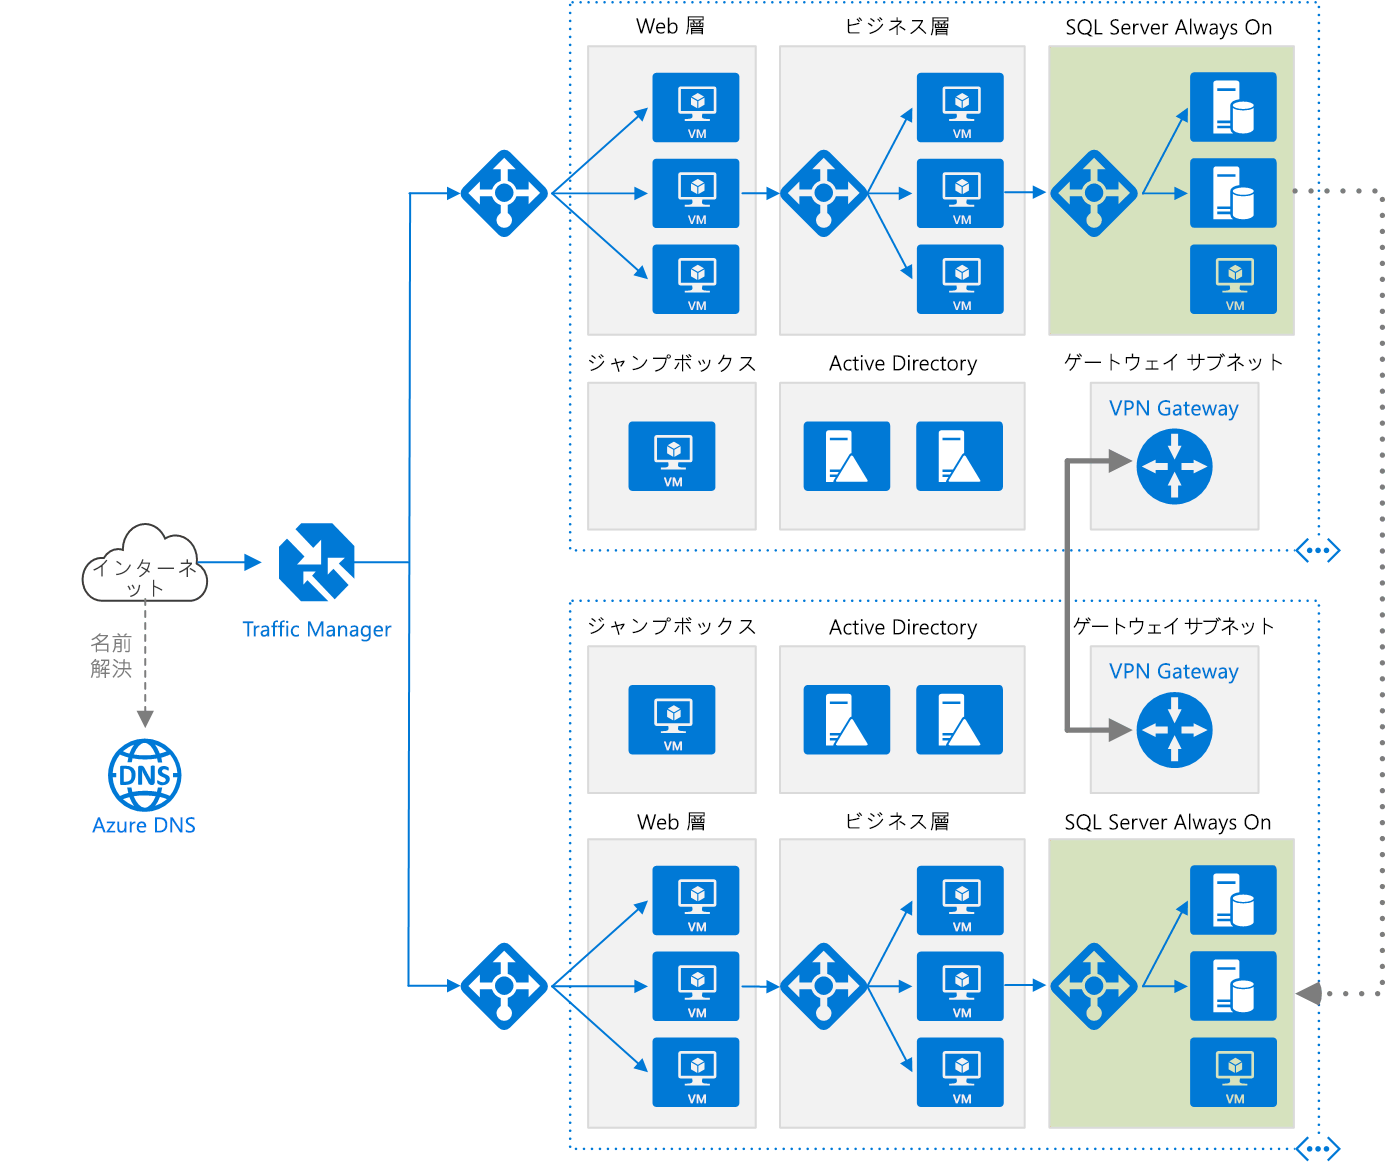 Web 層
ビジネス層
SQL Server Always On
VM
VM
VM
VM
VM
VM
VM
ジャンプボックス
Active Directory
ゲートウェイ サブネット
VM
VPN Gateway
インターネ
ット
Traffic Manager
名前
解決
DNS
Azure DNS
ジャンプボックス
Active Directory
ゲートウェイ サブネット
VM
VPN Gateway
Web 層
ビジネス層
SQL Server Always On
VM
VM
VM
VM
VM
VM
VM